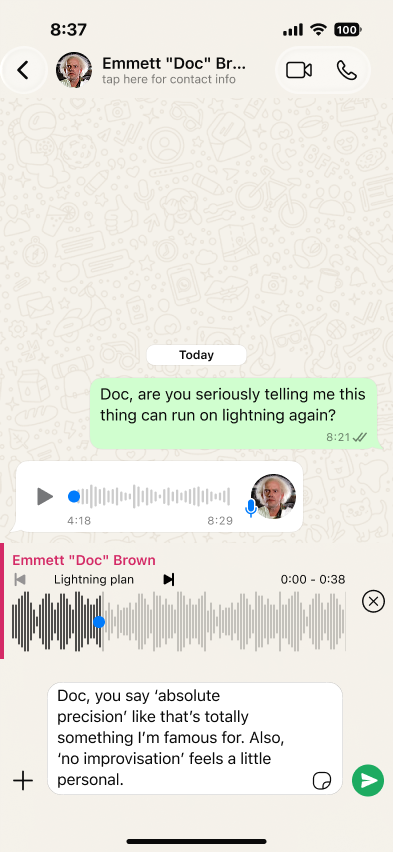 8:37
100
Emmett "Doc" Br...
tap here for contact info
Today
Doc, are you seriously telling me this
thing can run on lightning again?
8:21
4:18
8:29
Emmett "Doc" Brown
Lightning plan
0:00 - 0:38
Doc, you say ‘absolute
precision’ like that’s totally
something I’m famous for. Also,
‘no improvisation’ feels a little
personal.